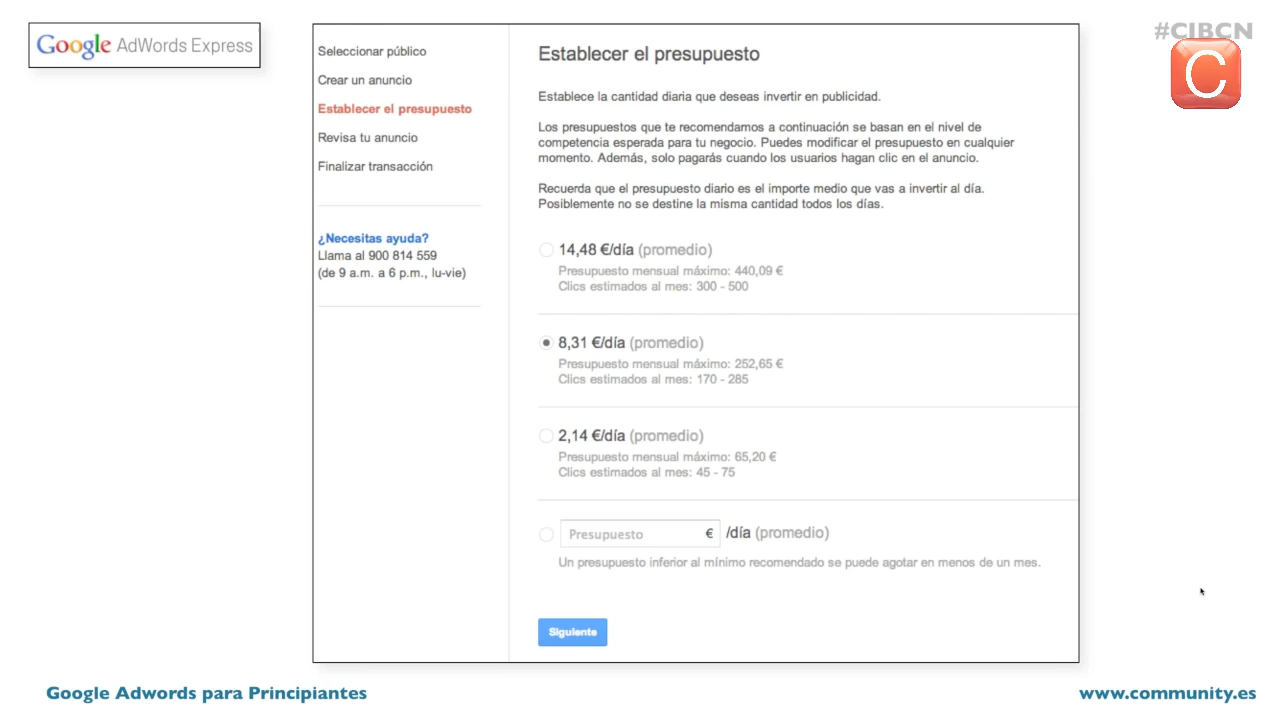 Google AdWords Express
#CIBCN
C
Seleccionar público
Crear un anuncio
Establecer el presupuesto
Revisa tu anuncio
Finalizar transacción
¿Necesitas ayuda?
Llama al 900 814 559
(de 9 a.m. a 6 p.m., lu-vie)
Establecer el presupuesto
Establece la cantidad diaria que deseas invertir en publicidad.
Los presupuestos que te recomendamos a continuación se basan en el nivel de
competencia esperada para tu negocio. Puedes modificar el presupuesto en cualquier
momento. Además, solo pagarás cuando los usuarios hagan clic en el anuncio.
Recuerda que el presupuesto diario es el importe medio que vas a invertir al día.
Posiblemente no se destine la misma cantidad todos los días.
14,48 €/día (promedio)
Presupuesto mensual máximo: 440,09 €
Clics estimados al mes: 300 - 500
8,31 €/día (promedio)
Presupuesto mensual máximo: 252,65 €
Clics estimados al mes: 170 - 285
2,14 €/día (promedio)
Presupuesto mensual máximo: 65,20 €
Clics estimados al mes: 45 - 75
Presupuesto € /día (promedio)
Un presupuesto inferior al mínimo recomendado se puede agotar en menos de un mes.
Siguiente
Google Adwords para Principiantes
www.community.es